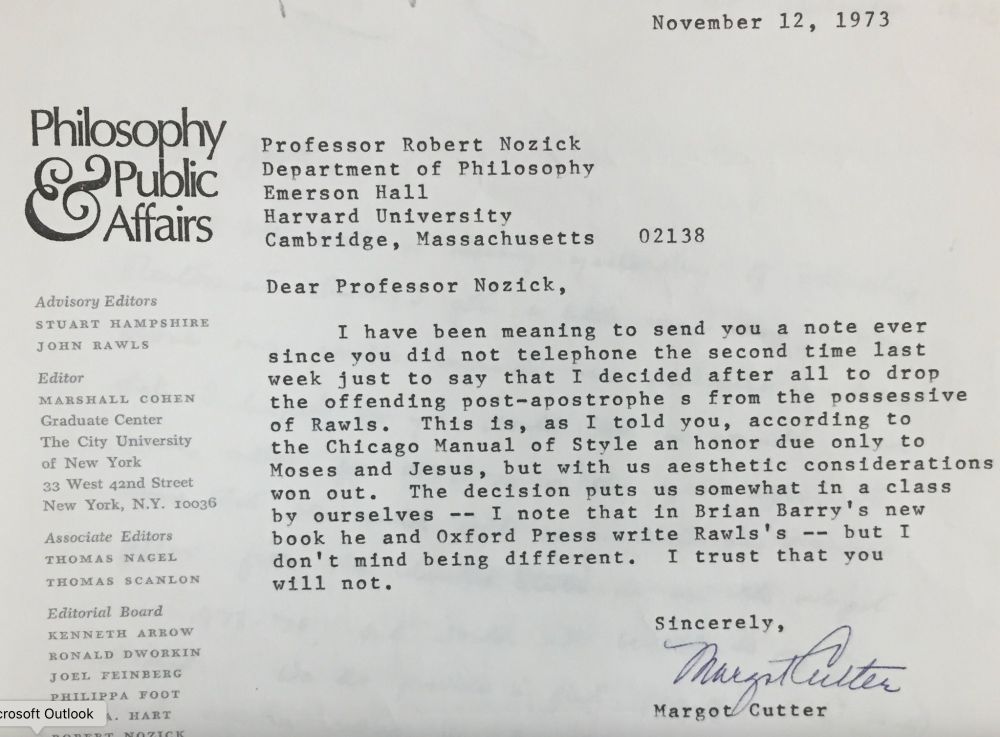 November 12, 1973
Philosophy
& Public
Affairs
Professor Robert Nozick
Department of Philosophy
Emerson Hall
Harvard University
Cambridge, Massachusetts 02138
Dear Professor Nozick,
I have been meaning to send you a note ever
since you did not telephone the second time last
week just to say that I decided after all to drop
the offending post-apostrophe s from the possessive
of Rawls. This is, as I told you, according to
the Chicago Manual of Style an honor due only to
Moses and Jesus, but with us aesthetic considerations
won out. The decision puts us somewhat in a class
by ourselves -- I note that in Brian Barry's new
book he and Oxford Press write Rawls's -- but I
don't mind being different. I trust that you
will not.
Sincerely,
Margot Cutter
Margot Cutter
Advisory Editors
STUART HAMPSHIRE
JOHN RAWLS
Editor
MARSHALL COHEN
Graduate Center
The City University
of New York
33 West 42nd Street
New York, N.Y. 10036
Associate Editors
THOMAS NAGEL
THOMAS SCANLON
Editorial Board
KENNETH ARROW
RONALD DWORKIN
JOEL FEINBERG
PHILIPPA FOOT
A. HART
ROBERT NOZICK
crosoft Outlook